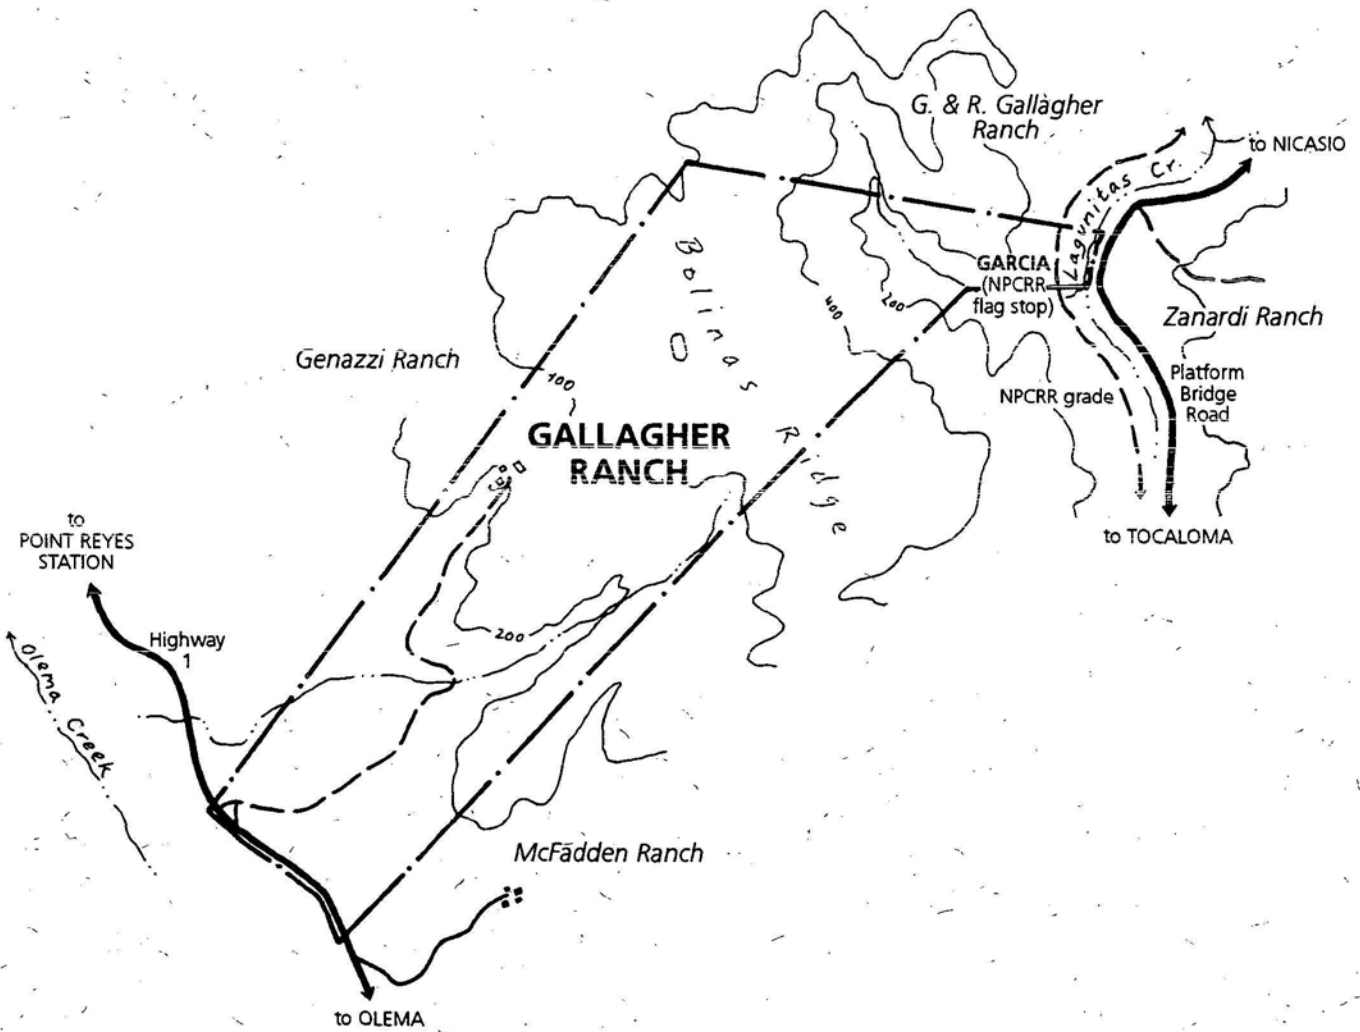 G. & R. Gallagher
Ranch
to NICASIO
Lagunitas Cr.
Bolinas
Ridge
GARCIA
(NPCRR
flag stop)
400
200
Zanardi Ranch
Genazzi Ranch
400
Platform
Bridge
Road
NPCRR grade
GALLAGHER
RANCH
to
POINT REYES
STATION
to TOCALOMA
Highway
1
200
Olema Creek
McFadden Ranch
to OLEMA